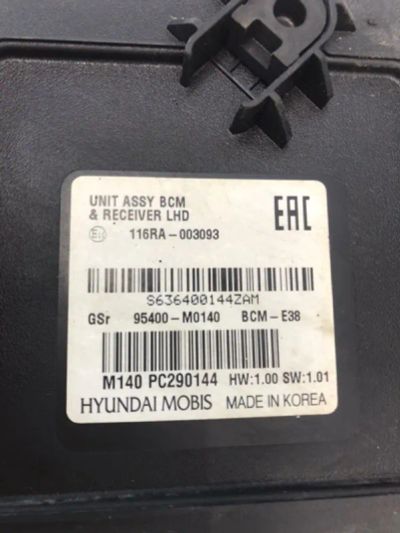 UNIT ASSY BCM
& RECEIVER LHD
EAC
116RA-003093
S636400144ZAM
GSr 95400-M0140 BCM-E38
M140 PC290144 HW:1.00 SW:1.01
HYUNDAI MOBIS MADE IN KOREA